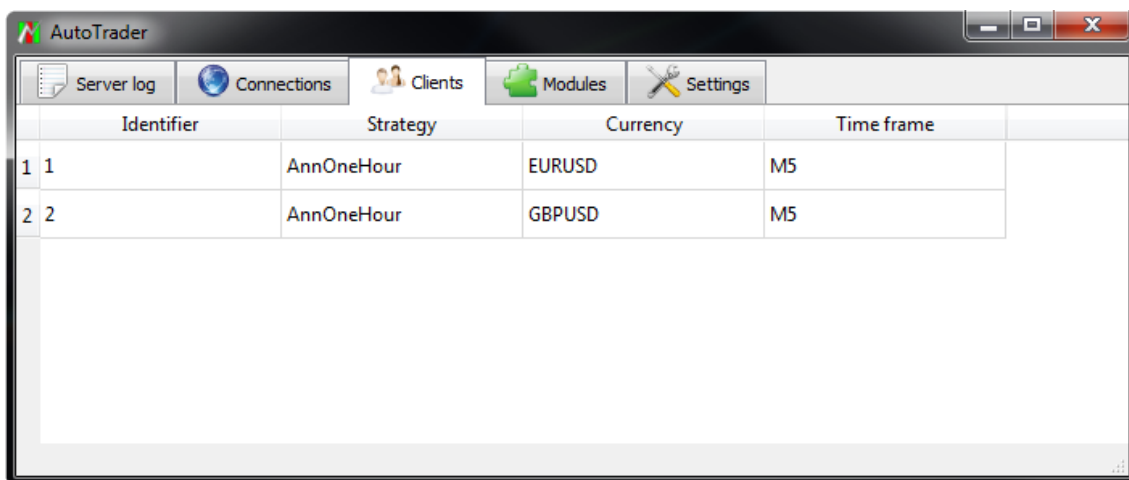 AutoTrader
Server log Connections Clients Modules Settings
Identifier Strategy Currency Time frame
1 1 AnnOneHour EURUSD M5
2 2 AnnOneHour GBPUSD M5